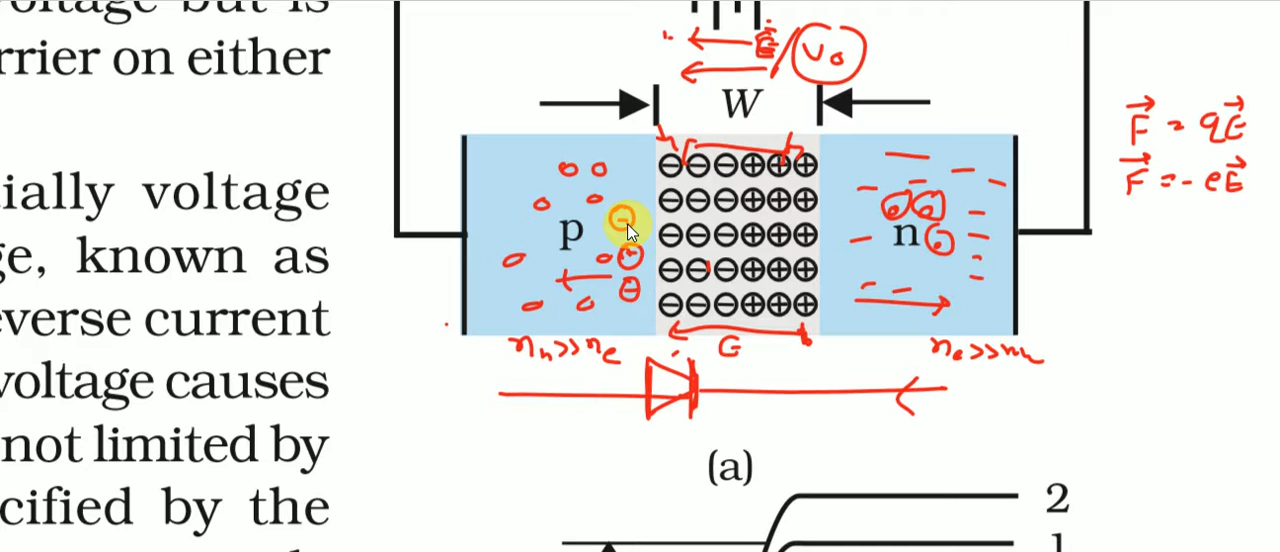 voltage but is
rrier on either
ially voltage
ge, known as
everse current
voltage causes
not limited by
cified by the
E/V₀
W
F⃗ = qE⃗
F⃗ = -eE⃗
⊖⊖⊖⊕⊕⊕
⊖⊖⊖⊕⊕⊕
⊖⊖⊖⊕⊕⊕
⊖⊖⊖⊕⊕⊕
⊖⊖⊖⊕⊕⊕
p
n
nₕ>>nₑ
nₑ>>nₕ
(a)
2
1